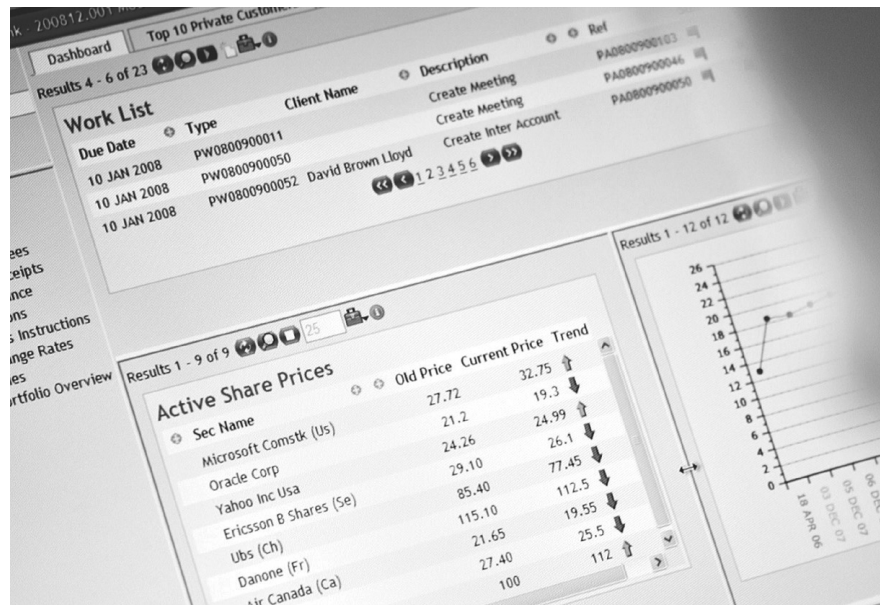 nk - 200812.001
Dashboard Top 10 Private Custome
Results 4 - 6 of 23
Work List
Due Date Type Client Name Description Ref
10 JAN 2008 PW0800900011 Create Meeting PA0800900103
10 JAN 2008 PW0800900050 Create Meeting PA0800900046
10 JAN 2008 PW0800900052 David Brown Lloyd Create Inter Account PA0800900050
1 2 3 4 5 6
ees
ceipts
nce
ons
s Instructions
nge Rates
es
ortfolio Overview
Results 1 - 9 of 9 25
Active Share Prices
Sec Name Old Price Current Price Trend
Microsoft Comstk (Us) 27.72 32.75
Oracle Corp 21.2 19.3
Yahoo Inc Usa 24.26 24.99
Ericsson B Shares (Se) 29.10 26.1
Ubs (Ch) 85.40 77.45
Danone (Fr) 115.10 112.5
Air Canada (Ca) 21.65 19.55
27.40 25.5
100 112
Results 1 - 12 of 12
26
24
22
20
18
16
14
12
10
8
6
4
2
0
18 APR 06
03 DEC 07
05 DEC 07
06 DEC